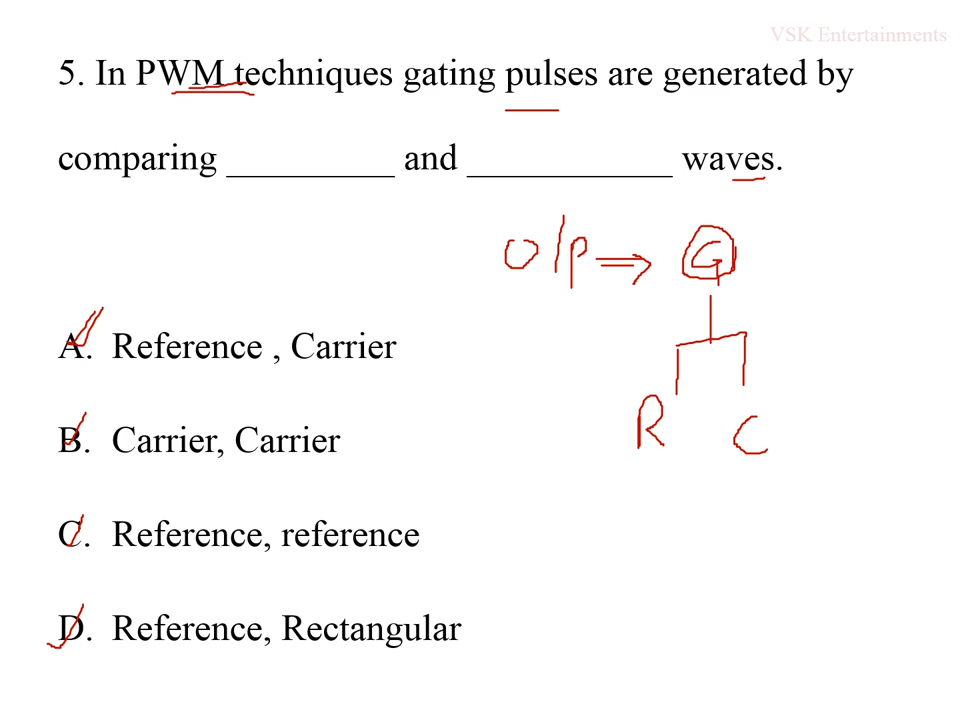 VSK Entertainments
5. In PWM techniques gating pulses are generated by
comparing _________ and ___________ waves.
o/p ⇒ G
A. Reference , Carrier
R C
B. Carrier, Carrier
C. Reference, reference
D. Reference, Rectangular